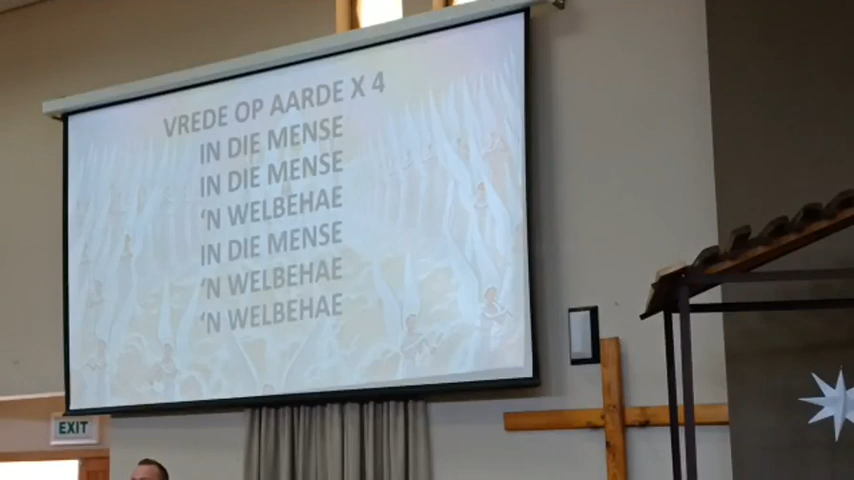 VREDE OP AARDE X 4
IN DIE MENSE
IN DIE MENSE
‘N WELBEHAE
IN DIE MENSE
‘N WELBEHAE
‘N WELBEHAE
EXIT